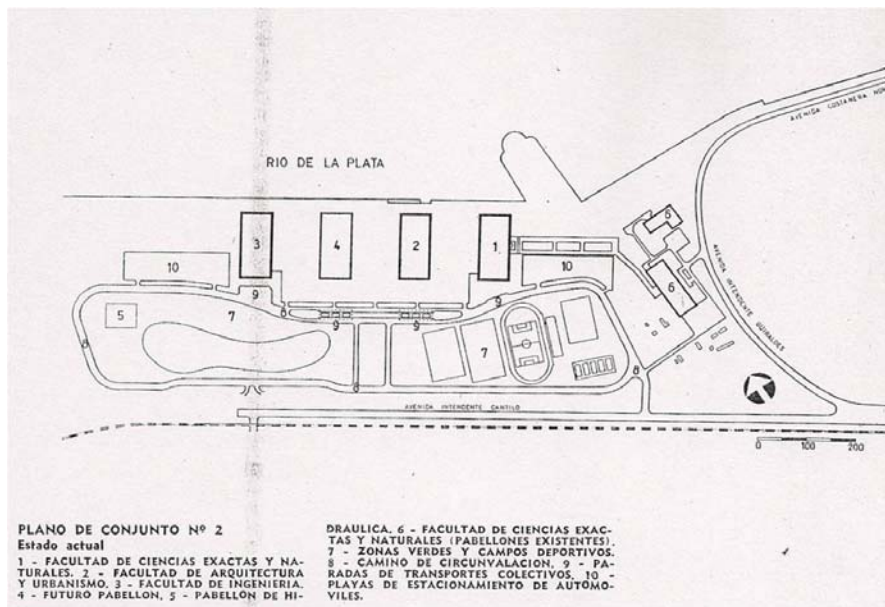 AVENIDA COSTANERA NOR
RIO DE LA PLATA
6
3
4
2
1
10
10
6
9
9
5
7
8
9
9
7
8
8
8
AVENIDA INTENDENTE GUIRALDES
AVENIDA INTENDENTE CANTILO
0 100 200
PLANO DE CONJUNTO Nº 2
Estado actual
1 - FACULTAD DE CIENCIAS EXACTAS Y NA-
TURALES. 2 - FACULTAD DE ARQUITECTURA
Y URBANISMO. 3 - FACULTAD DE INGENIERIA.
4 - FUTURO PABELLON, 5 - PABELLON DE HI-
DRAULICA. 6 - FACULTAD DE CIENCIAS EXAC-
TAS Y NATURALES (PABELLONES EXISTENTES).
7 - ZONAS VERDES Y CAMPOS DEPORTIVOS.
8 - CAMINO DE CIRCUNVALACION, 9 - PA-
RADAS DE TRANSPORTES COLECTIVOS, 10 -
PLAYAS DE ESTACIONAMIENTO DE AUTOMO-
VILES.